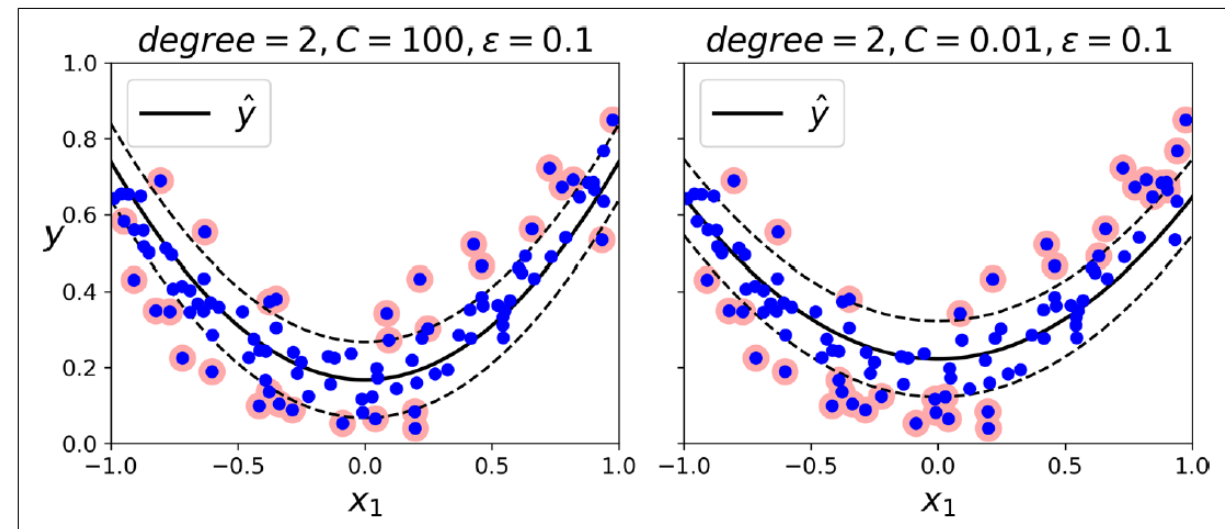 degree = 2, C = 100, ε = 0.1
ŷ
y
1.0
0.8
0.6
0.4
0.2
0.0
−1.0 −0.5 0.0 0.5 1.0
x₁
degree = 2, C = 0.01, ε = 0.1
ŷ
−1.0 −0.5 0.0 0.5 1.0
x₁